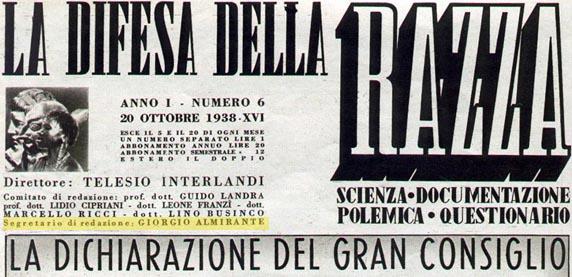 LA DIFESA DELLA
RAZZA
ANNO I - NUMERO 6
20 OTTOBRE 1938-XVI
ESCE IL 5 E IL 20 DI OGNI MESE
UN NUMERO SEPARATO LIRE 1
ABBONAMENTO ANNUO LIRE 20
ABBONAMENTO SEMESTRALE » 12
ESTERO IL DOPPIO
Direttore: TELESIO INTERLANDI
Comitato di redazione: prof. dott. GUIDO LANDRA
prof. dott. LIDIO CIPRIANI - dott. LEONE FRANZI - dott.
MARCELLO RICCI - dott. LINO BUSINCO
Segretario di redazione: GIORGIO ALMIRANTE
SCIENZA·DOCUMENTAZIONE
POLEMICA·QUESTIONARIO
LA DICHIARAZIONE DEL GRAN CONSIGLIO